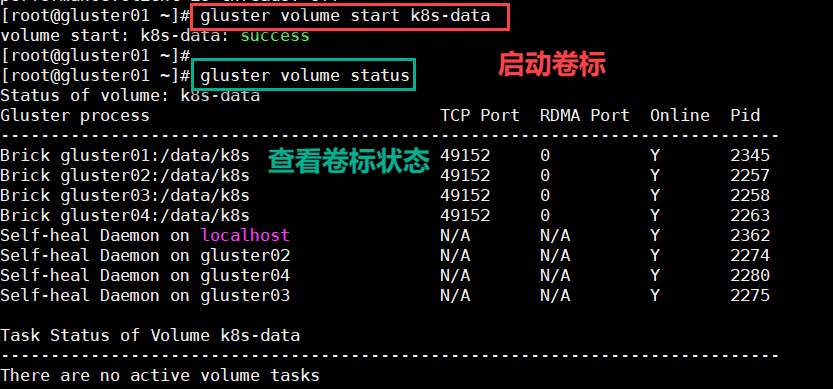 [root@gluster01 ~]# gluster volume start k8s-data
volume start: k8s-data: success
[root@gluster01 ~]#
[root@gluster01 ~]# gluster volume status
启动卷标
Status of volume: k8s-data
Gluster process TCP Port RDMA Port Online Pid
------------------------------------------------------------------------------
Brick gluster01:/data/k8s 49152 0 Y 2345
查看卷标状态
Brick gluster02:/data/k8s 49152 0 Y 2257
Brick gluster03:/data/k8s 49152 0 Y 2258
Brick gluster04:/data/k8s 49152 0 Y 2263
Self-heal Daemon on localhost N/A N/A Y 2362
Self-heal Daemon on gluster02 N/A N/A Y 2274
Self-heal Daemon on gluster04 N/A N/A Y 2280
Self-heal Daemon on gluster03 N/A N/A Y 2275
Task Status of Volume k8s-data
------------------------------------------------------------------------------
There are no active volume tasks